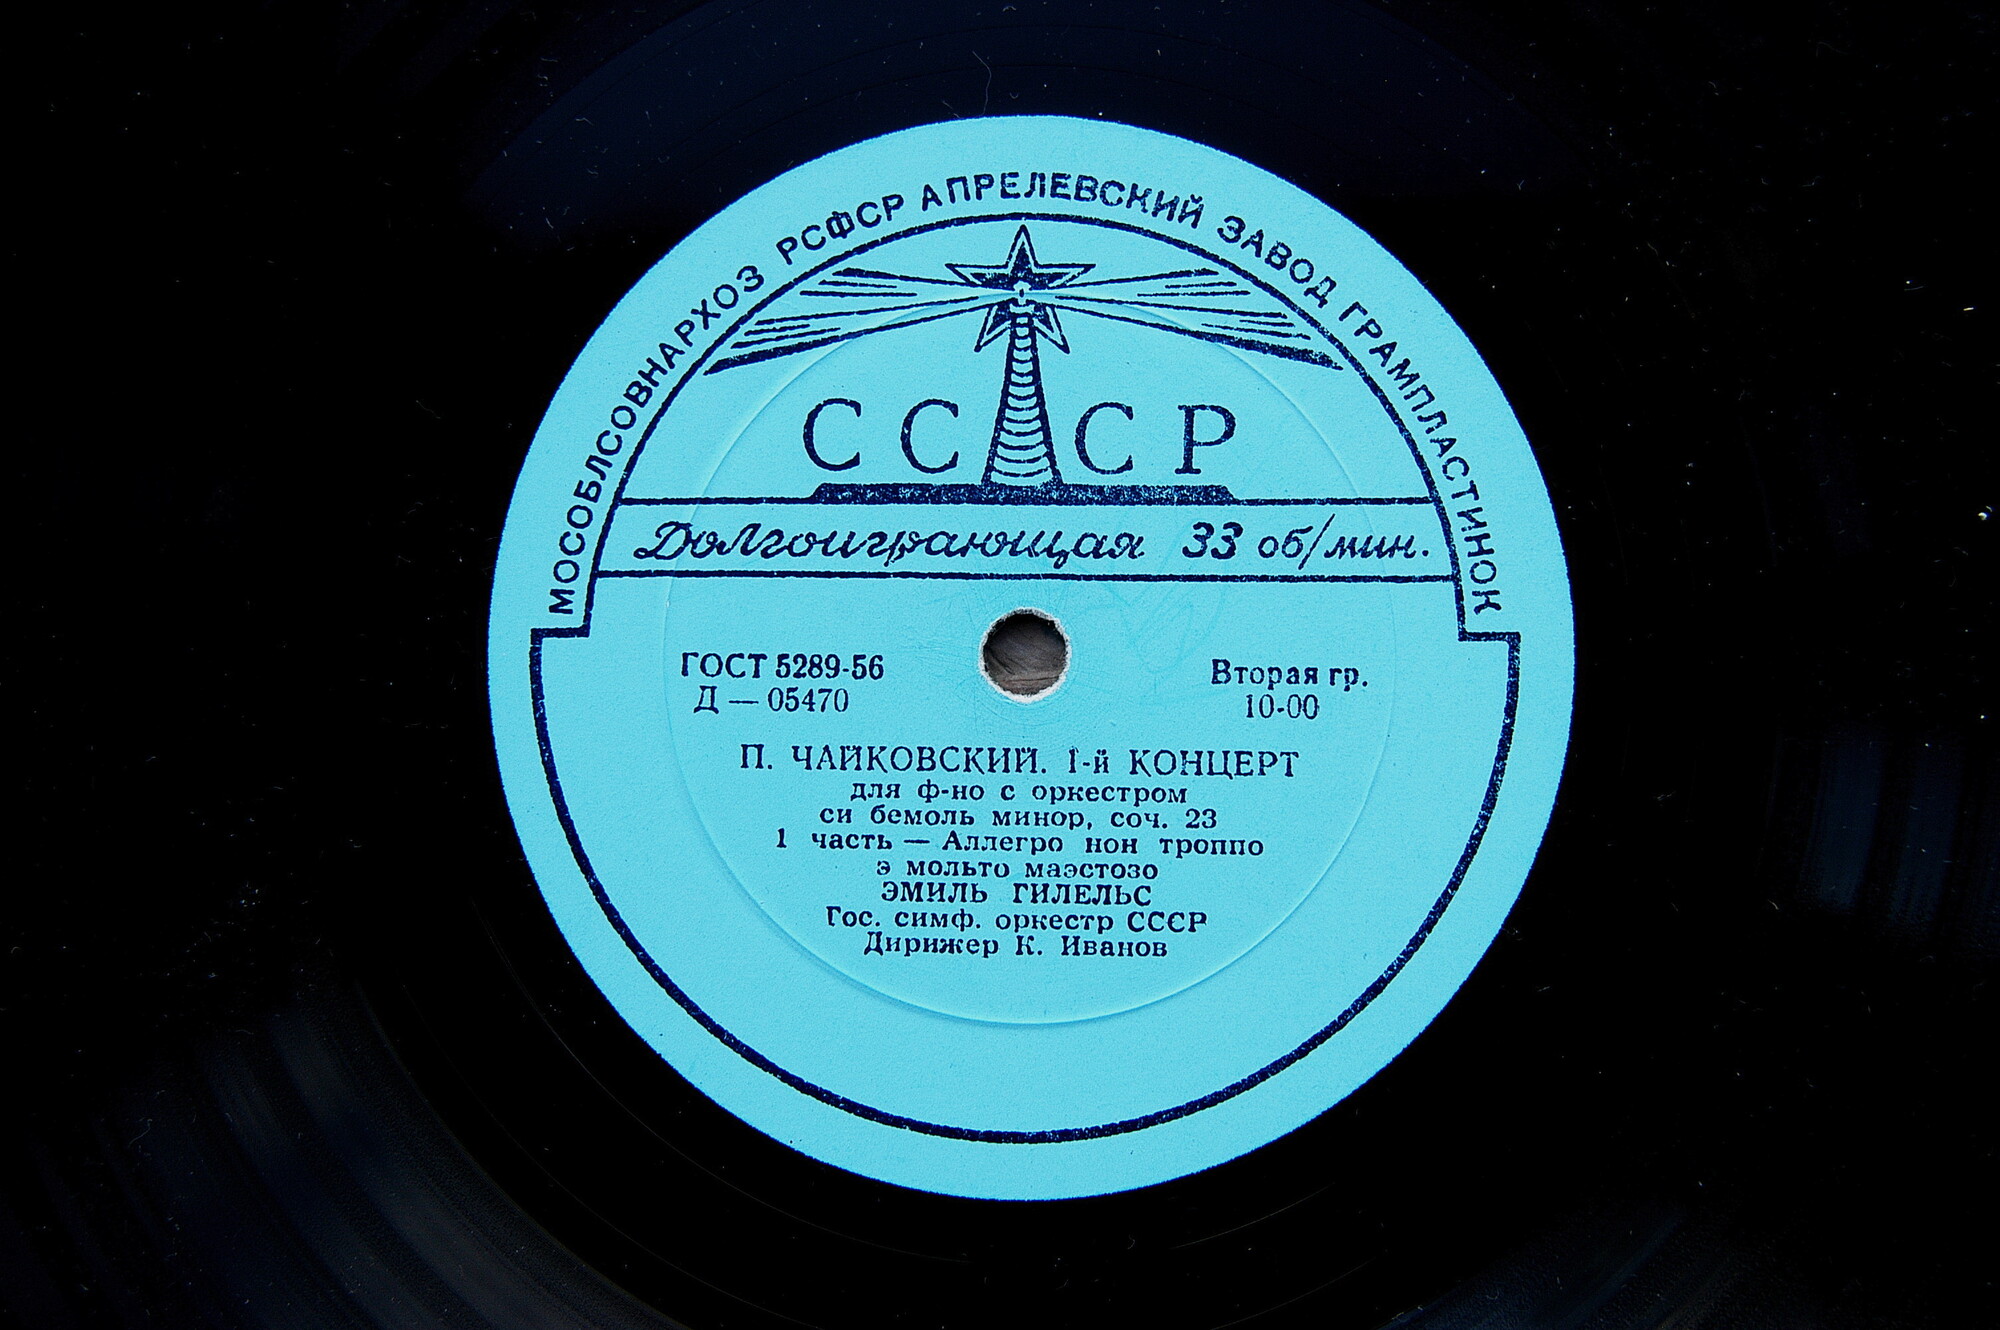 МОСОБЛСОВНАРХОЗ РСФСР АПРЕЛЕВСКИЙ ЗАВОД ГРАМПЛАСТИНОК
СССР
Долгоиграющая 33 об/мин.
ГОСТ 5289-56
Д — 05470
Вторая гр.
10-00
П. ЧАЙКОВСКИЙ. 1-й КОНЦЕРТ
для ф-но с оркестром
си бемоль минор, соч. 23
1 часть — Аллегро нон троппо
э мольто маэстозо
ЭМИЛЬ ГИЛЕЛЬС
Гос. симф. оркестр СССР
Дирижер К. Иванов